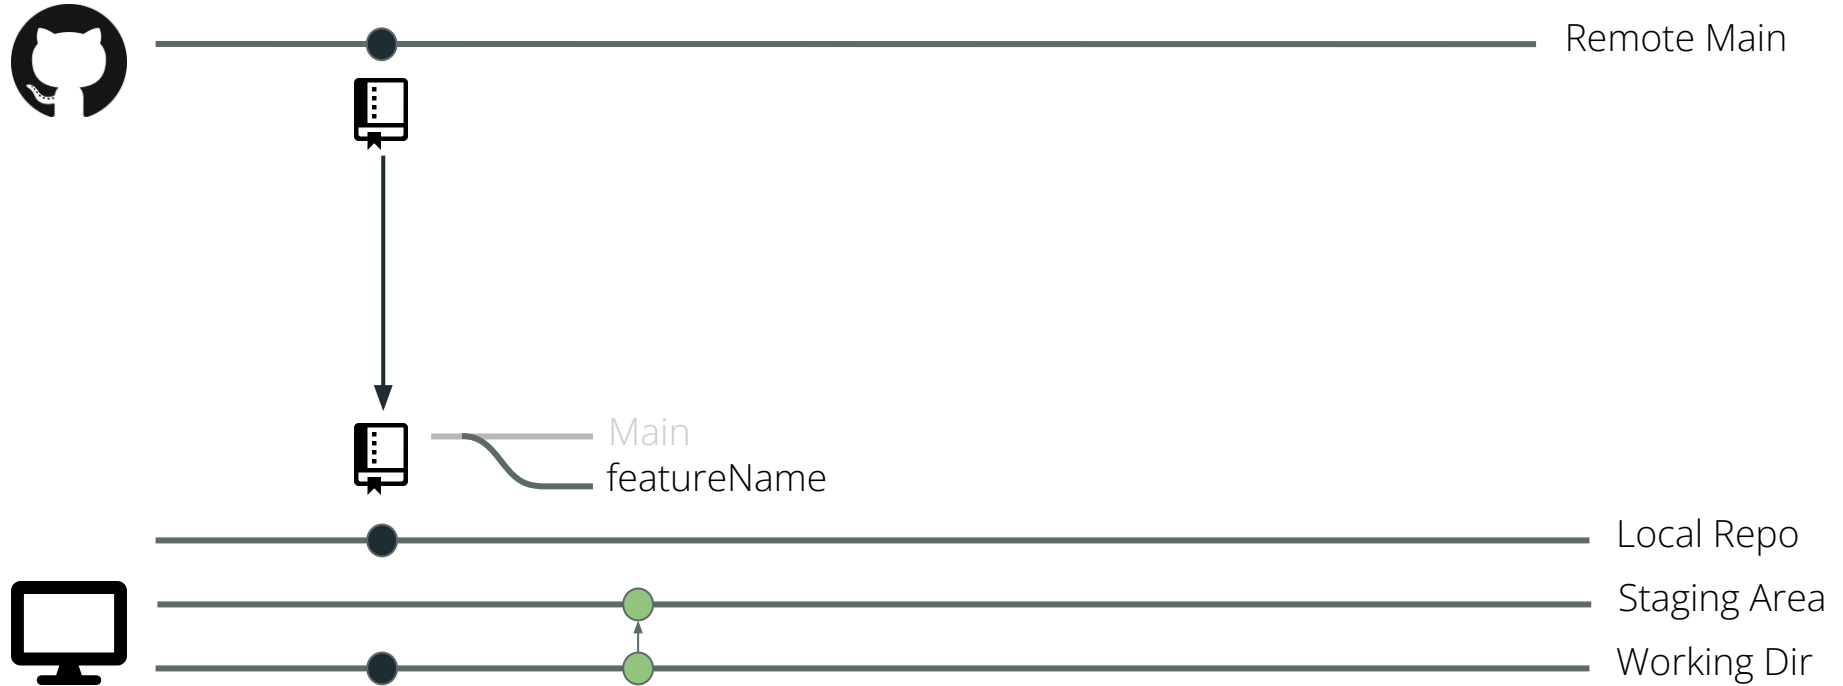 Remote Main
Main
featureName
Local Repo
Staging Area
Working Dir